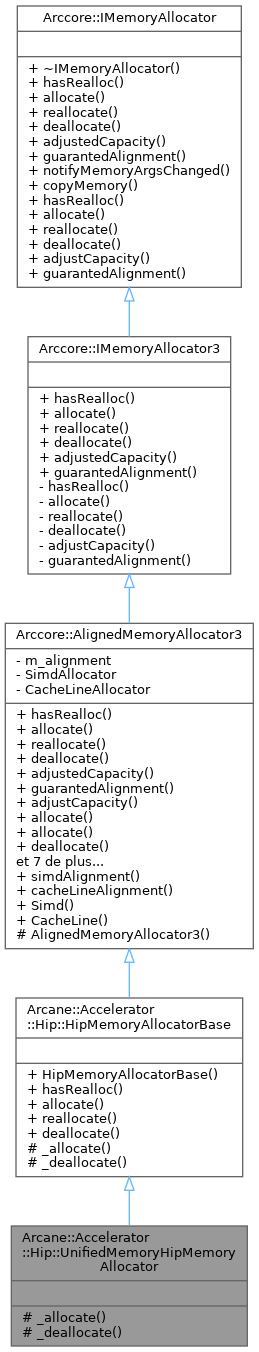 Arccore::IMemoryAllocator
+ ~IMemoryAllocator()
+ hasRealloc()
+ allocate()
+ reallocate()
+ deallocate()
+ adjustedCapacity()
+ guarantedAlignment()
+ notifyMemoryArgsChanged()
+ copyMemory()
+ hasRealloc()
+ allocate()
+ reallocate()
+ deallocate()
+ adjustCapacity()
+ guarantedAlignment()
Arccore::IMemoryAllocator3
+ hasRealloc()
+ allocate()
+ reallocate()
+ deallocate()
+ adjustedCapacity()
+ guarantedAlignment()
- hasRealloc()
- allocate()
- reallocate()
- deallocate()
- adjustCapacity()
- guarantedAlignment()
Arccore::AlignedMemoryAllocator3
- m_alignment
- SimdAllocator
- CacheLineAllocator
+ hasRealloc()
+ allocate()
+ reallocate()
+ deallocate()
+ adjustedCapacity()
+ guarantedAlignment()
+ adjustCapacity()
+ allocate()
+ allocate()
+ deallocate()
et 7 de plus...
+ simdAlignment()
+ cacheLineAlignment()
+ Simd()
+ CacheLine()
# AlignedMemoryAllocator3()
Arcane::Accelerator
::Hip::HipMemoryAllocatorBase
+ HipMemoryAllocatorBase()
+ hasRealloc()
+ allocate()
+ reallocate()
+ deallocate()
# _allocate()
# _deallocate()
Arcane::Accelerator
::Hip::UnifiedMemoryHipMemory
Allocator
# _allocate()
# _deallocate()